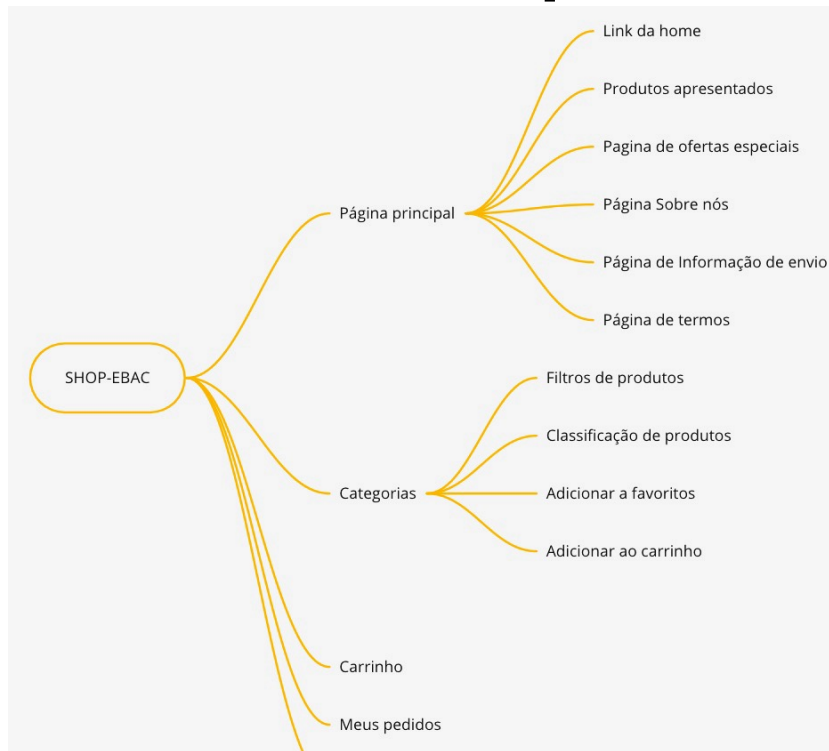 Link da home
Produtos apresentados
Pagina de ofertas especiais
Página principal
Página Sobre nós
Página de Informação de envio
Página de termos
SHOP-EBAC
Filtros de produtos
Classificação de produtos
Categorias
Adicionar a favoritos
Adicionar ao carrinho
Carrinho
Meus pedidos